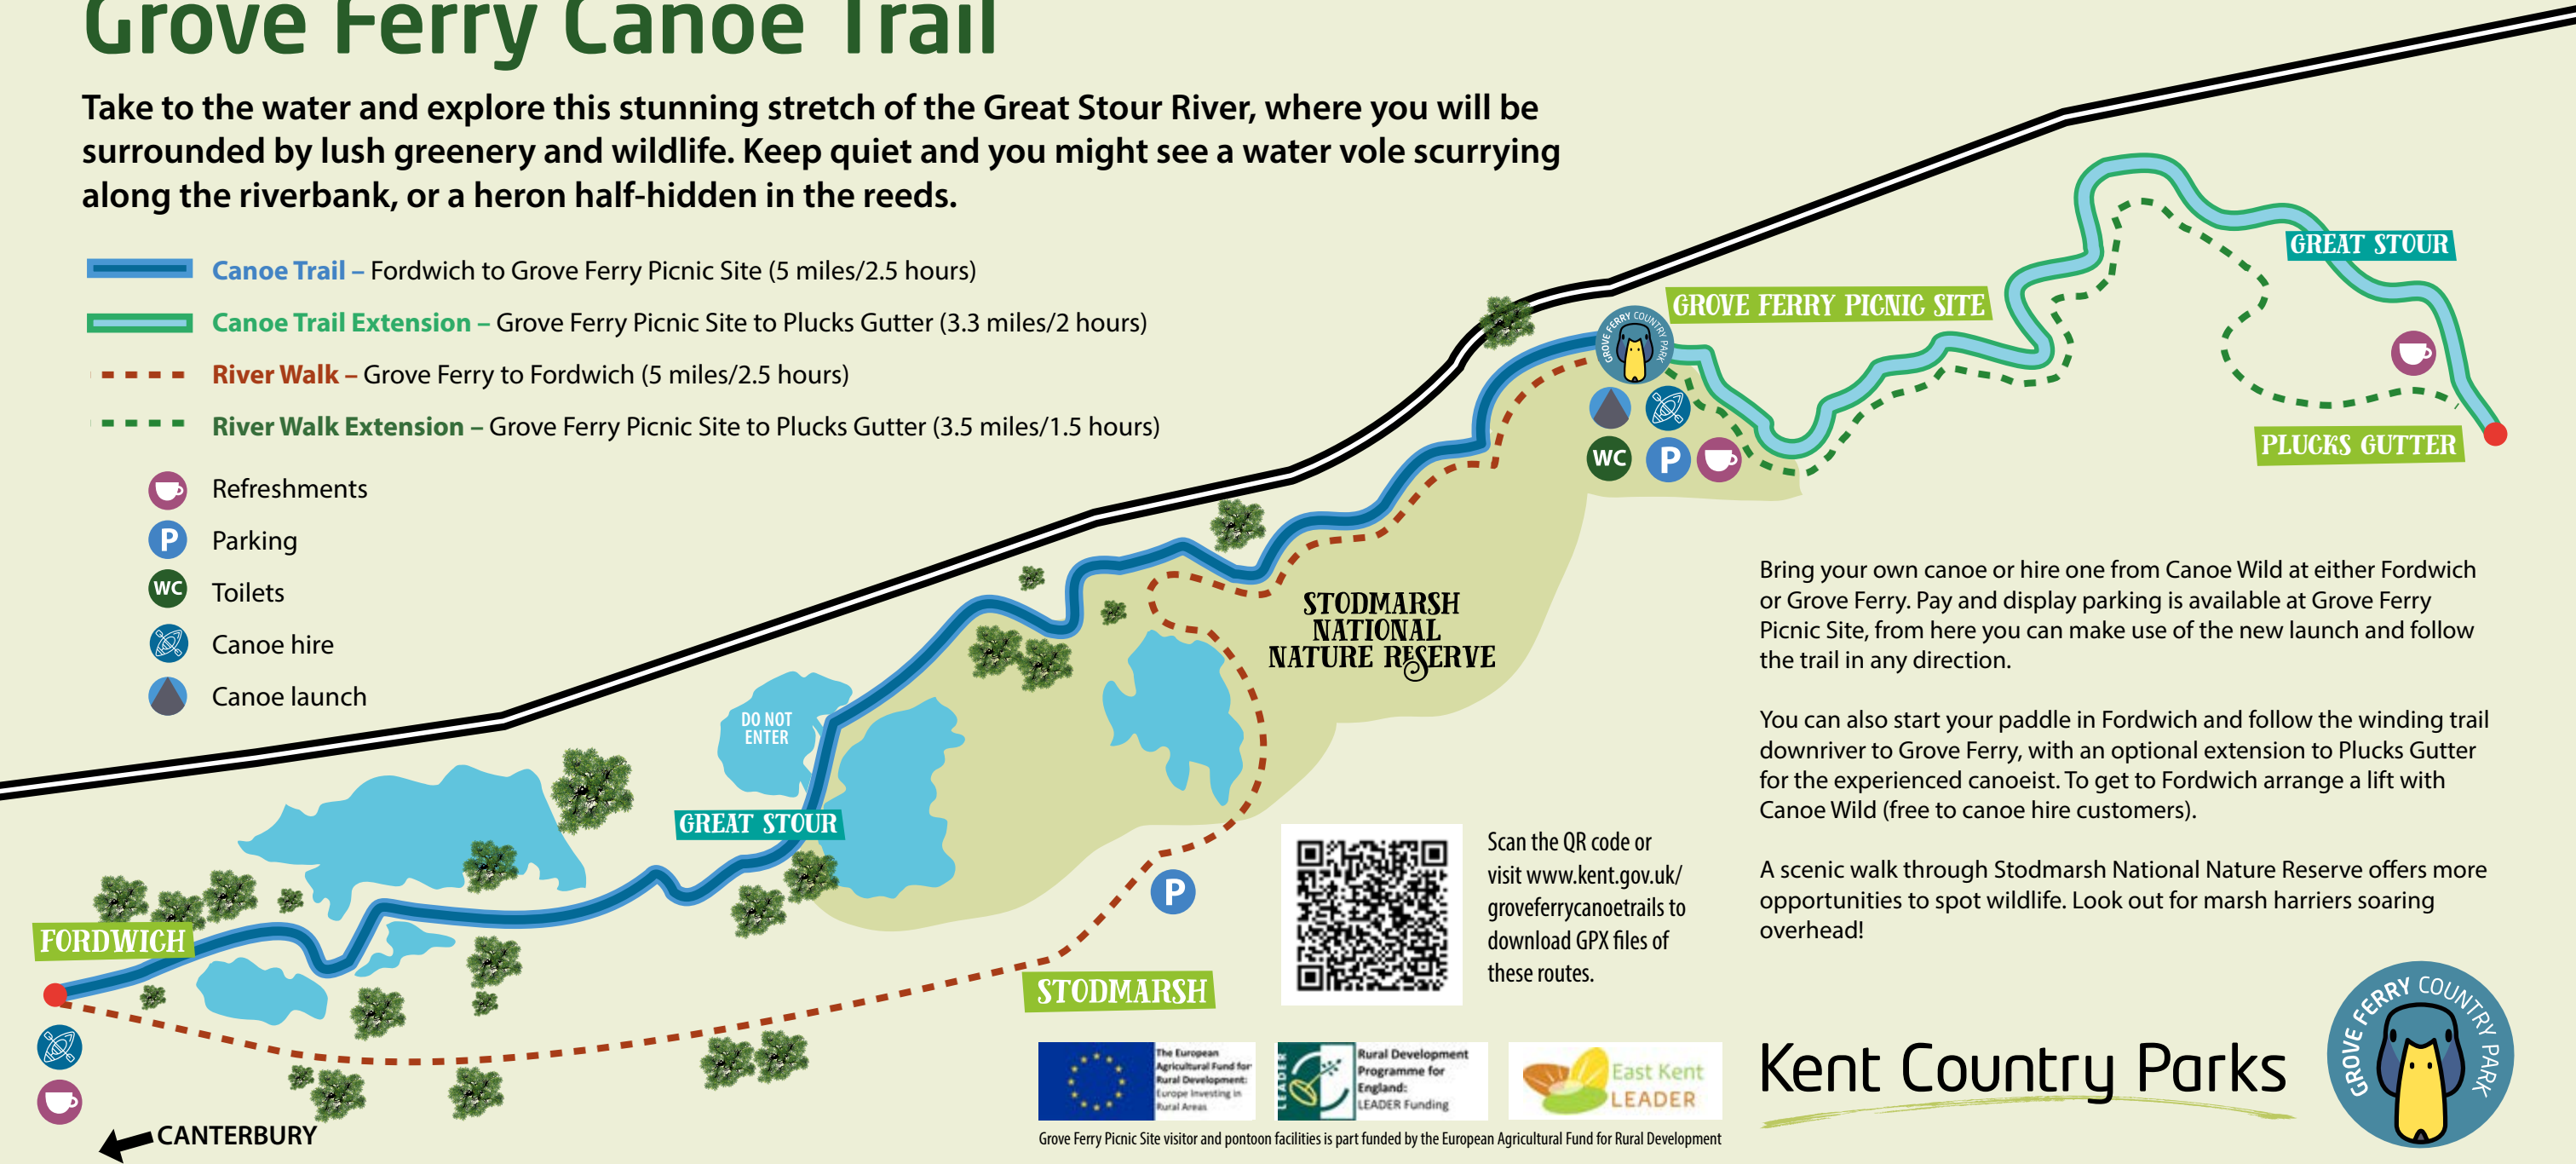 Grove Ferry Canoe Trail
Take to the water and explore this stunning stretch of the Great Stour River, where you will be
surrounded by lush greenery and wildlife. Keep quiet and you might see a water vole scurrying
along the riverbank, or a heron half-hidden in the reeds.
Canoe Trail – Fordwich to Grove Ferry Picnic Site (5 miles/2.5 hours)
Canoe Trail Extension – Grove Ferry Picnic Site to Plucks Gutter (3.3 miles/2 hours)
River Walk – Grove Ferry to Fordwich (5 miles/2.5 hours)
River Walk Extension – Grove Ferry Picnic Site to Plucks Gutter (3.5 miles/1.5 hours)
Refreshments
P Parking
WC Toilets
Canoe hire
Canoe launch
GREAT STOUR
GROVE FERRY PICNIC SITE
GROVE FERRY COUNTRY PARK
WC
P
PLUCKS GUTTER
STODMARSH
NATIONAL
NATURE RESERVE
DO NOT
ENTER
GREAT STOUR
FORDWICH
P
STODMARSH
CANTERBURY
Scan the QR code or
visit www.kent.gov.uk/
groveferrycanoetrails to
download GPX files of
these routes.
Bring your own canoe or hire one from Canoe Wild at either Fordwich
or Grove Ferry. Pay and display parking is available at Grove Ferry
Picnic Site, from here you can make use of the new launch and follow
the trail in any direction.
You can also start your paddle in Fordwich and follow the winding trail
downriver to Grove Ferry, with an optional extension to Plucks Gutter
for the experienced canoeist. To get to Fordwich arrange a lift with
Canoe Wild (free to canoe hire customers).
A scenic walk through Stodmarsh National Nature Reserve offers more
opportunities to spot wildlife. Look out for marsh harriers soaring
overhead!
The European
Agricultural Fund for
Rural Development:
Europe Investing in
Rural Areas
LEADER
Rural Development
Programme for
England:
LEADER Funding
East Kent
LEADER
Grove Ferry Picnic Site visitor and pontoon facilities is part funded by the European Agricultural Fund for Rural Development
Kent Country Parks
GROVE FERRY COUNTRY PARK